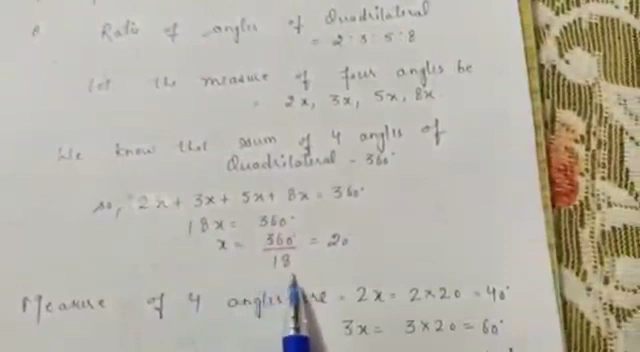 Ratio of angles of Quadrilateral
= 2:3:5:8
Let the measure of four angles be
= 2x, 3x, 5x, 8x
We know that sum of 4 angles of
Quadrilateral = 360°
so, 2x + 3x + 5x + 8x = 360°
18x = 360°
x = 360° / 18 = 20
Measure of 4 angles are = 2x = 2×20 = 40°
3x = 3×20 = 60°